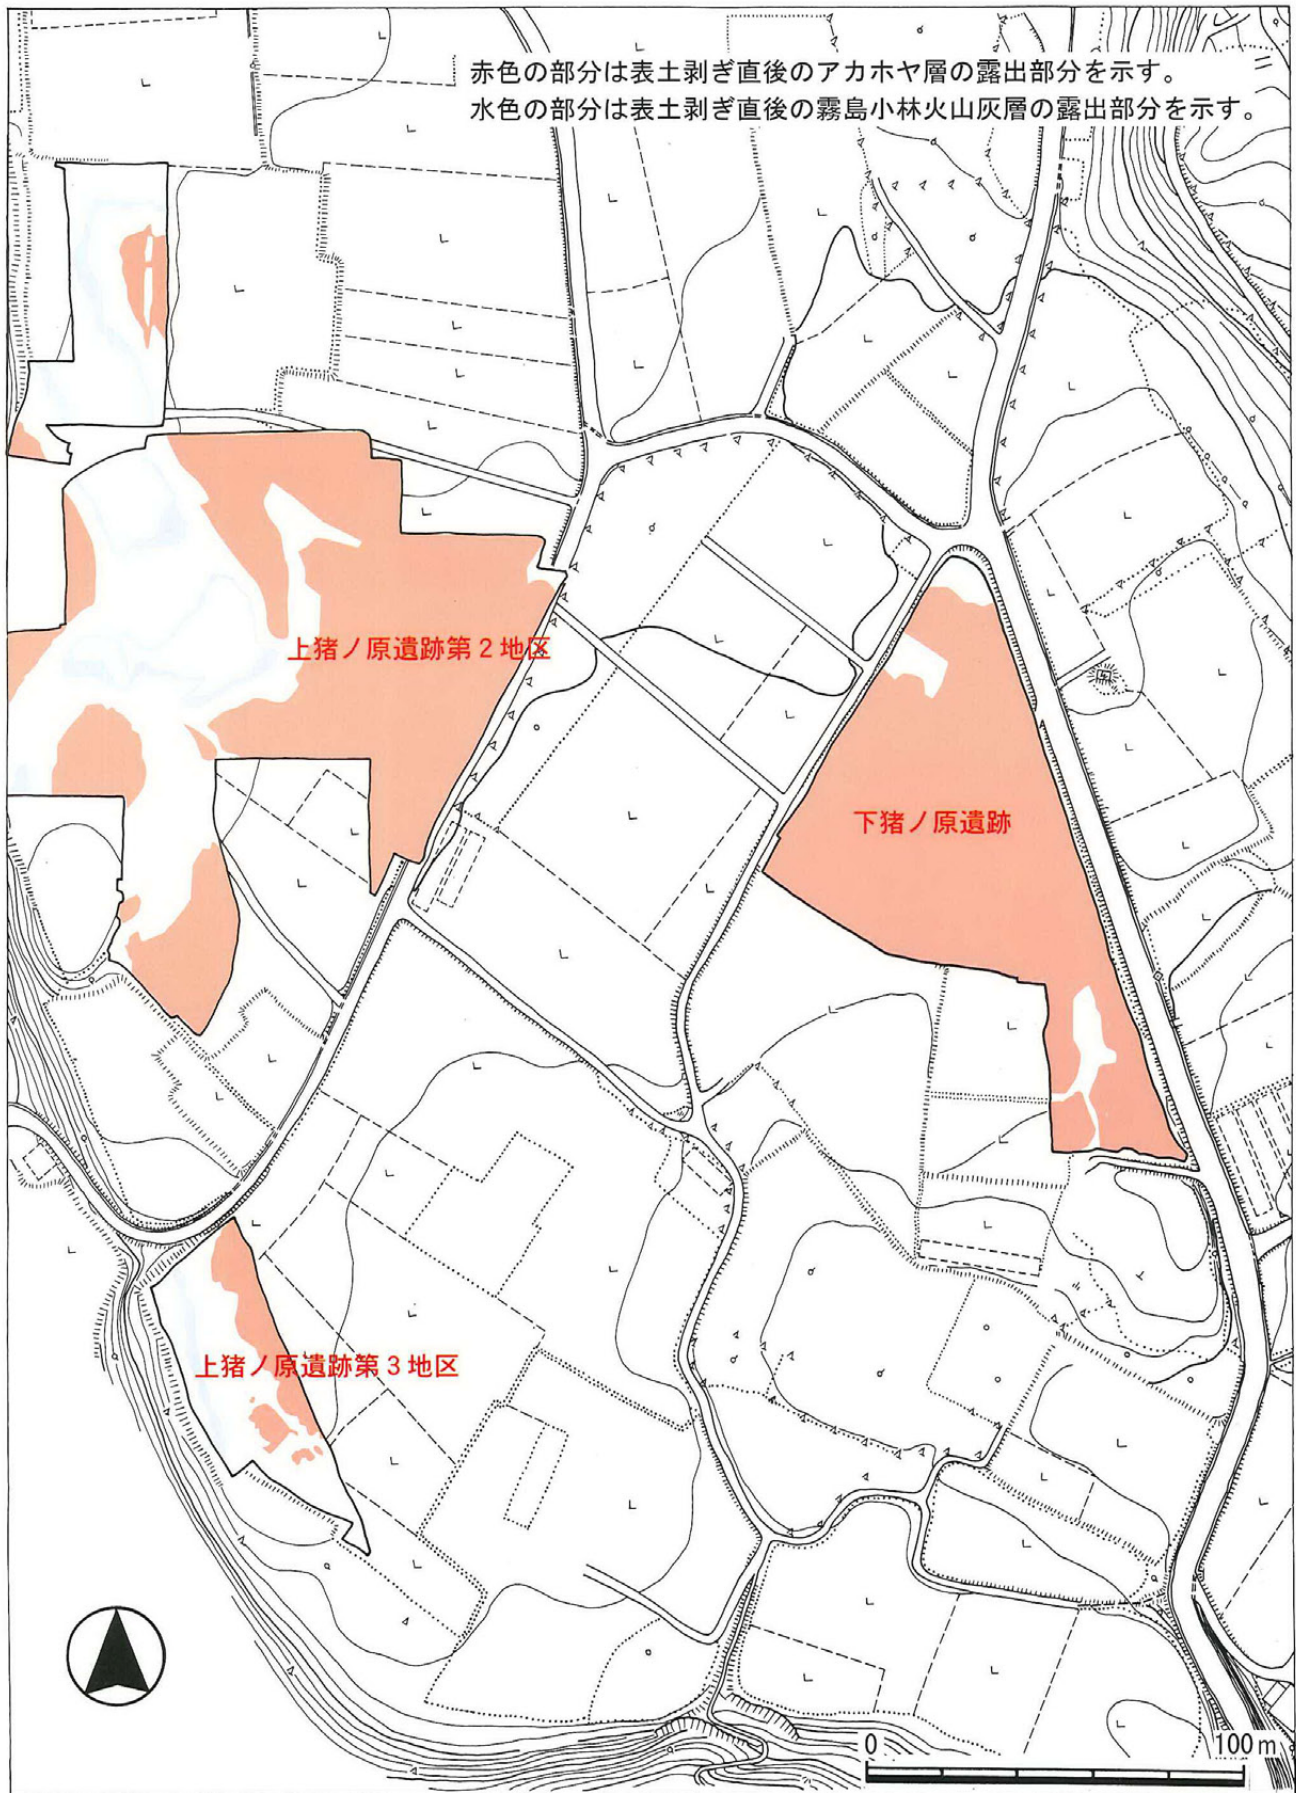 赤色の部分は表土剥ぎ直後のアカホヤ層の露出部分を示す。
水色の部分は表土剥ぎ直後の霧島小林火山灰層の露出部分を示す。
上猪ノ原遺跡第２地区
下猪ノ原遺跡
上猪ノ原遺跡第３地区
0 100m